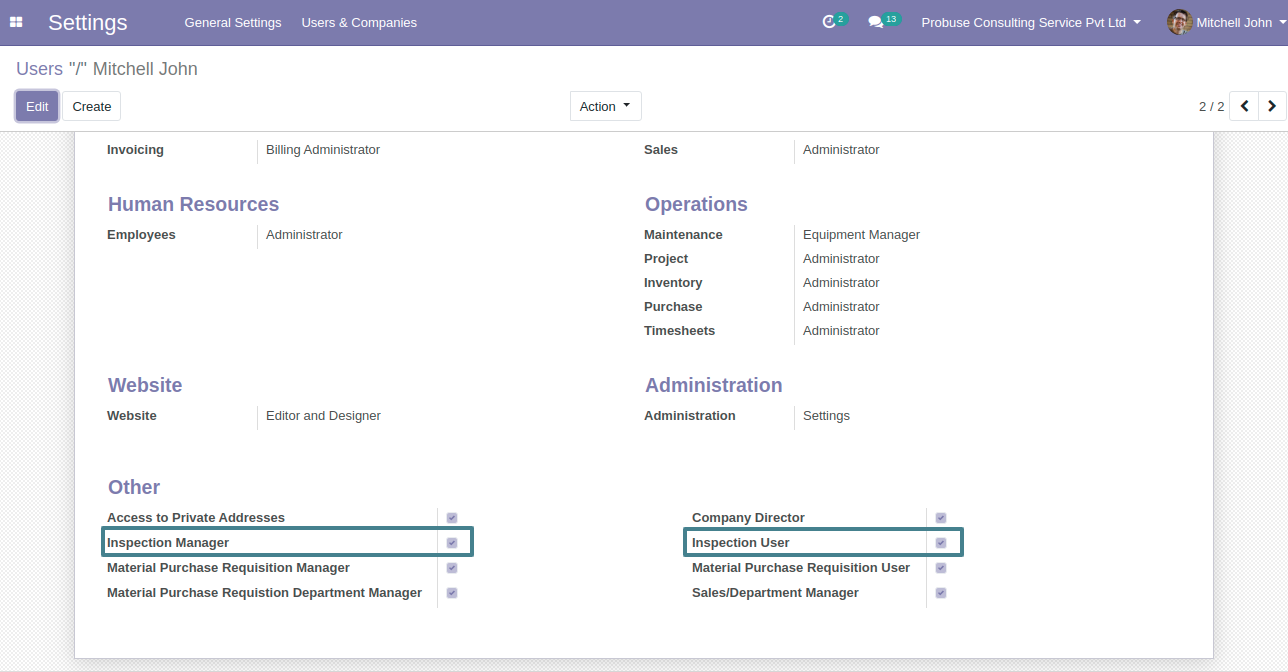 Settings General Settings Users & Companies 2 13 Probuse Consulting Service Pvt Ltd Mitchell John
Users "/" Mitchell John
Edit Create Action 2 / 2
Invoicing Billing Administrator Sales Administrator
Human Resources Operations
Employees Administrator Maintenance Equipment Manager
Project Administrator
Inventory Administrator
Purchase Administrator
Timesheets Administrator
Website Administration
Website Editor and Designer Administration Settings
Other
Access to Private Addresses Company Director
Inspection Manager Inspection User
Material Purchase Requisition Manager Material Purchase Requisition User
Material Purchase Requistion Department Manager Sales/Department Manager